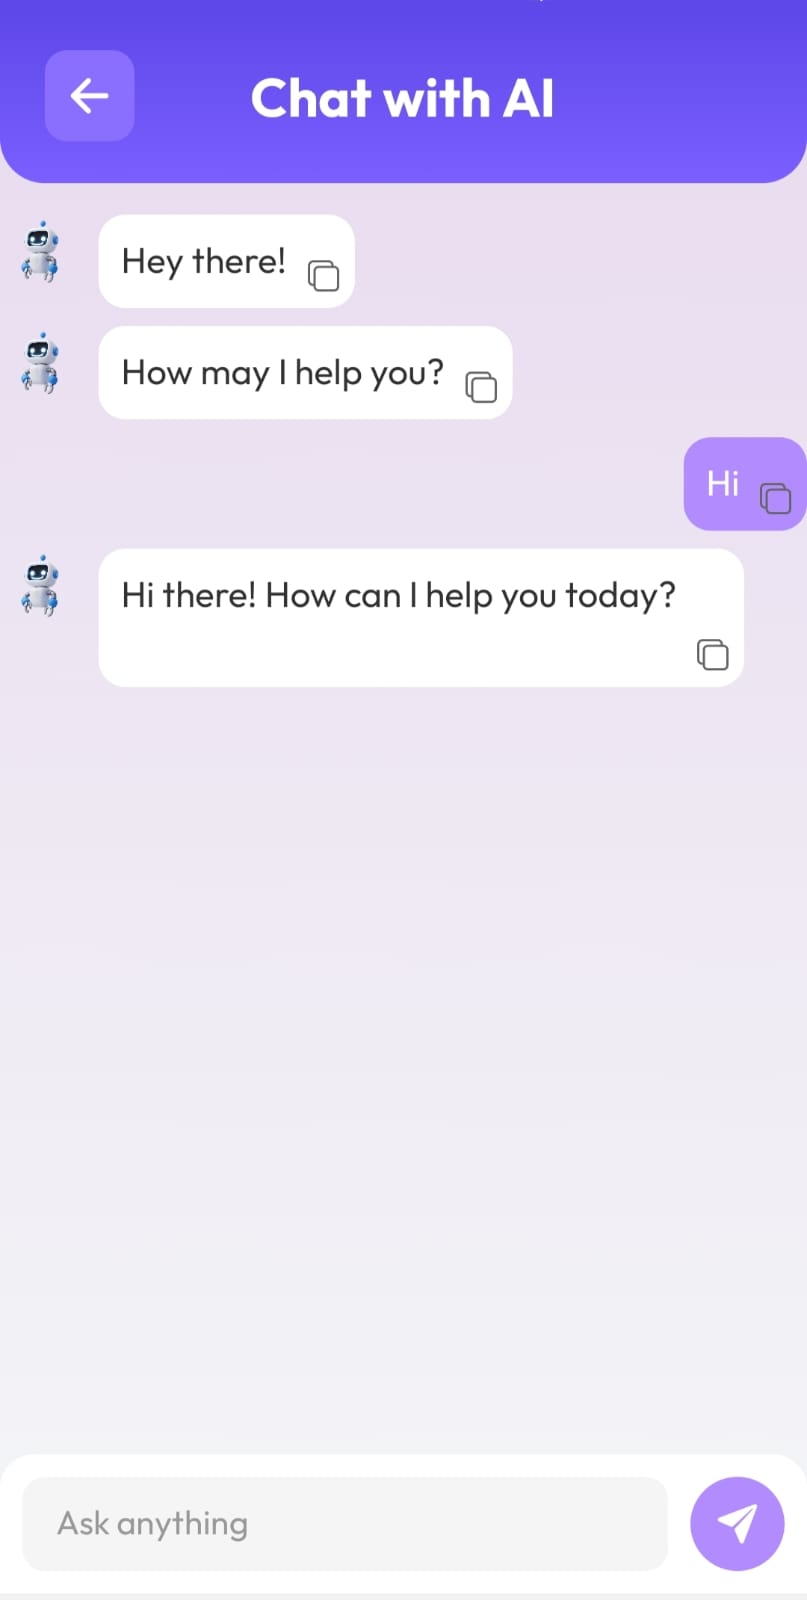 Chat with AI
Hey there!
How may I help you?
Hi
Hi there! How can I help you today?
Ask anything